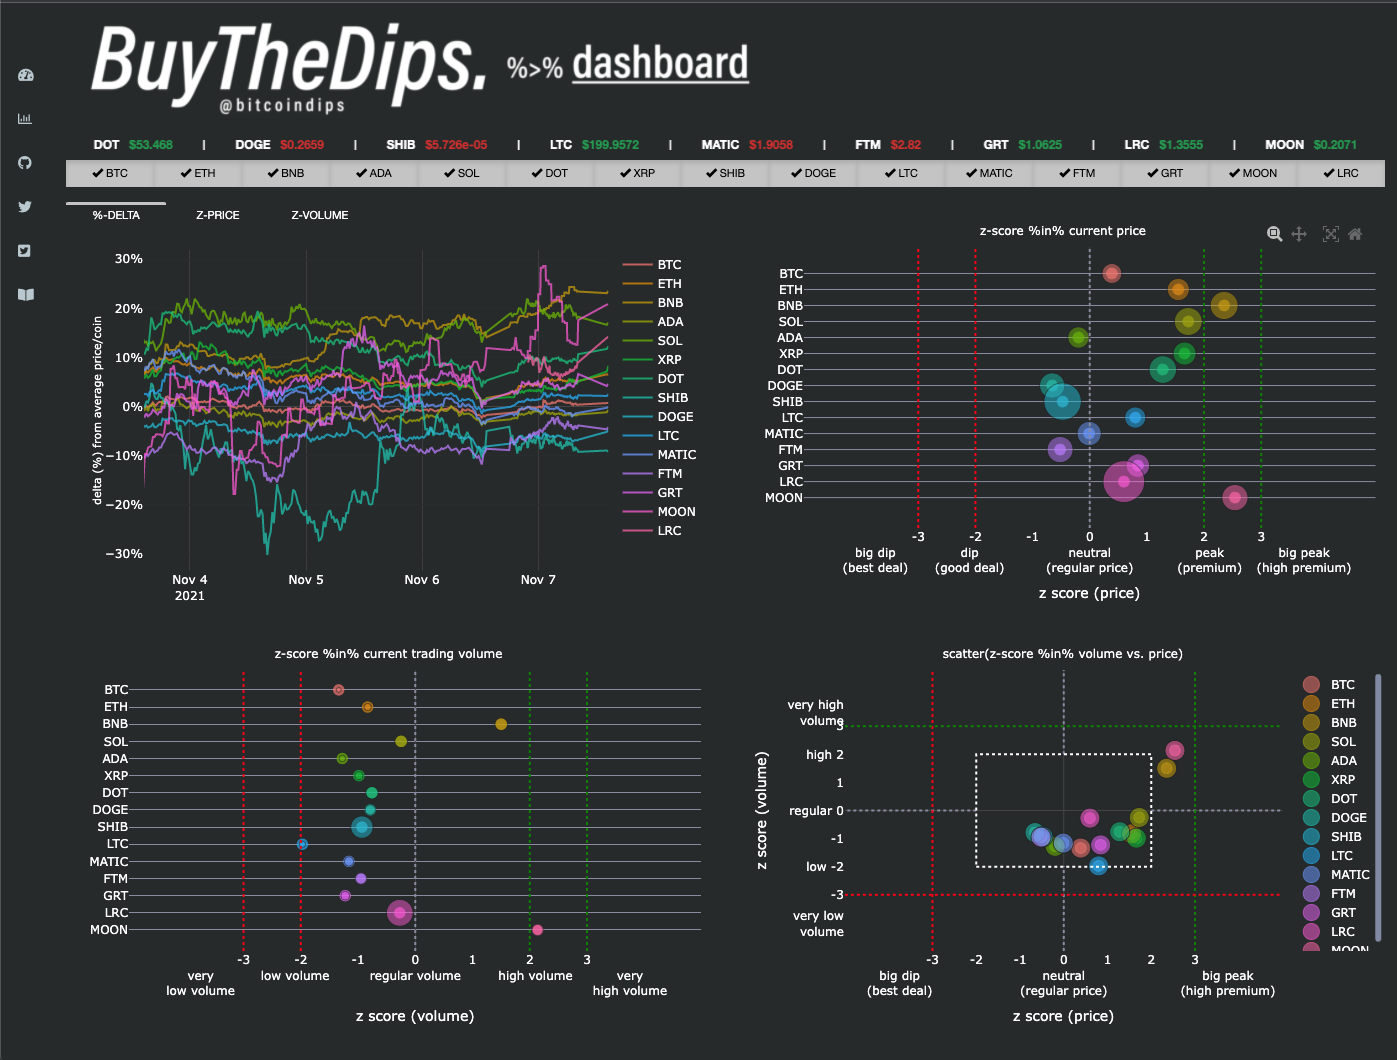 BuyTheDips. %>% dashboard
@bitcoindips
DOT $53.468 | DOGE $0.2659 | SHIB $5.726e-05 | LTC $199.9572 | MATIC $1.9058 | FTM $2.82 | GRT $1.0625 | LRC $1.3555 | MOON $0.2071
BTC ETH BNB ADA SOL DOT XRP SHIB DOGE LTC MATIC FTM GRT MOON LRC
%-DELTA Z-PRICE Z-VOLUME
delta (%) from average price/coin
30%
20%
10%
0%
−10%
−20%
−30%
Nov 4 Nov 5 Nov 6 Nov 7
2021
BTC
ETH
BNB
ADA
SOL
XRP
DOT
SHIB
DOGE
LTC
MATIC
FTM
GRT
MOON
LRC
z-score %in% current price
BTC
ETH
BNB
SOL
ADA
XRP
DOT
DOGE
SHIB
LTC
MATIC
FTM
GRT
LRC
MOON
-3 -2 -1 0 1 2 3
big dip dip neutral peak big peak
(best deal) (good deal) (regular price) (premium) (high premium)
z score (price)
z-score %in% current trading volume
BTC
ETH
BNB
SOL
ADA
XRP
DOT
DOGE
SHIB
LTC
MATIC
FTM
GRT
LRC
MOON
-3 -2 -1 0 1 2 3
very low volume regular volume high volume very
low volume high volume
z score (volume)
scatter(z-score %in% volume vs. price)
z score (volume)
very high
volume
3
high 2
1
regular 0
-1
low -2
-3
very low
volume
-3 -2 -1 0 1 2 3
big dip neutral big peak
(best deal) (regular price) (high premium)
z score (price)
BTC
ETH
BNB
SOL
ADA
XRP
DOT
DOGE
SHIB
LTC
MATIC
FTM
GRT
LRC
MOON